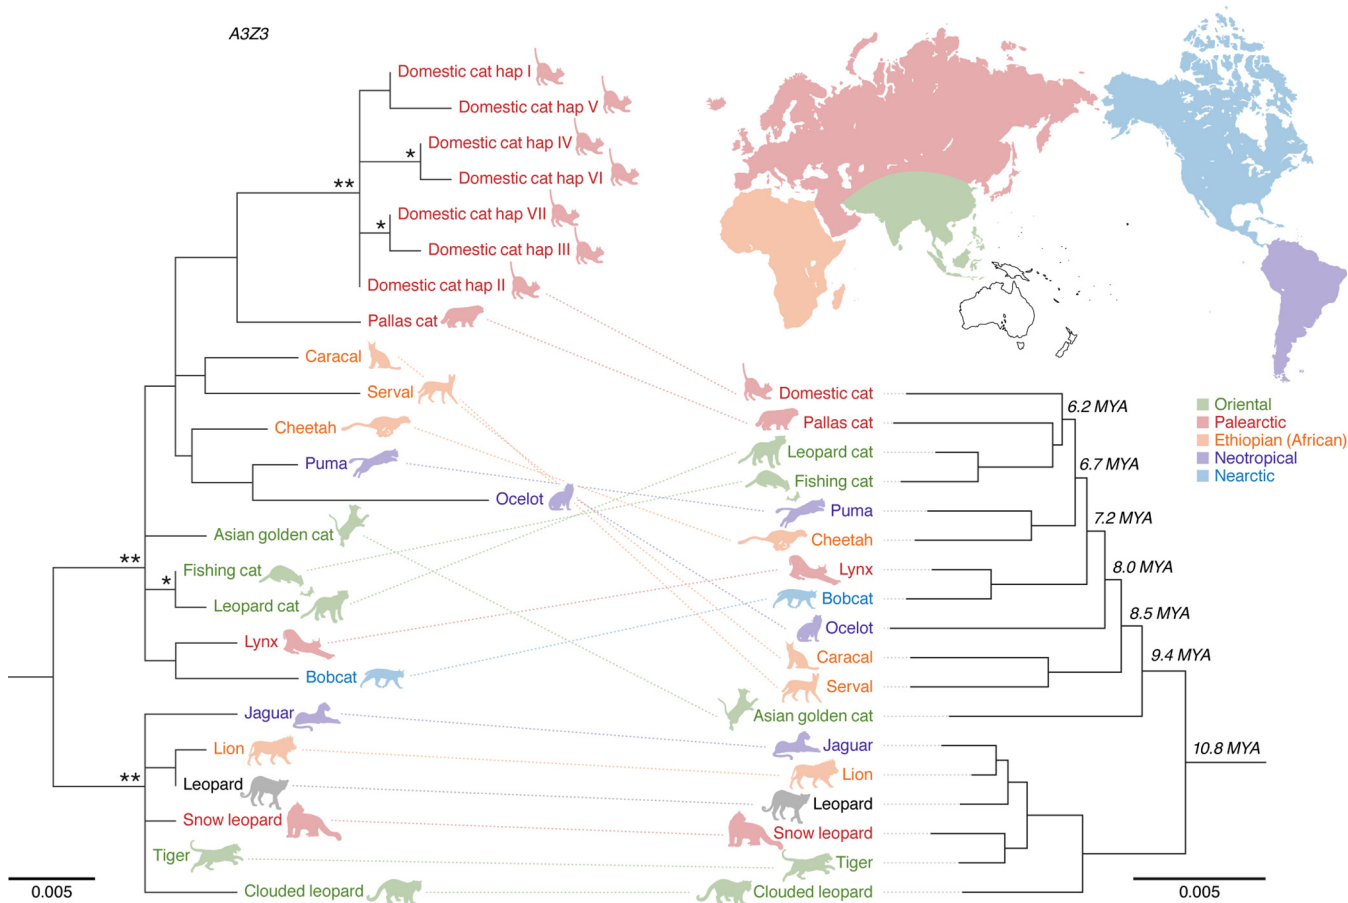 A3Z3
Domestic cat hap I
Domestic cat hap V
Domestic cat hap IV
*
Domestic cat hap VI
**
Domestic cat hap VII
*
Domestic cat hap III
Domestic cat hap II
Pallas cat
Caracal
Serval
Cheetah
Puma
Ocelot
Asian golden cat
**
Fishing cat
*
Leopard cat
Lynx
Bobcat
Jaguar
Lion
**
Leopard
Snow leopard
Tiger
Clouded leopard
0.005
Domestic cat
Pallas cat
Leopard cat
Fishing cat
Puma
Cheetah
Lynx
Bobcat
Ocelot
Caracal
Serval
Asian golden cat
Jaguar
Lion
Leopard
Snow leopard
Tiger
Clouded leopard
6.2 MYA
6.7 MYA
7.2 MYA
8.0 MYA
8.5 MYA
9.4 MYA
10.8 MYA
0.005
Oriental
Palearctic
Ethiopian (African)
Neotropical
Nearctic